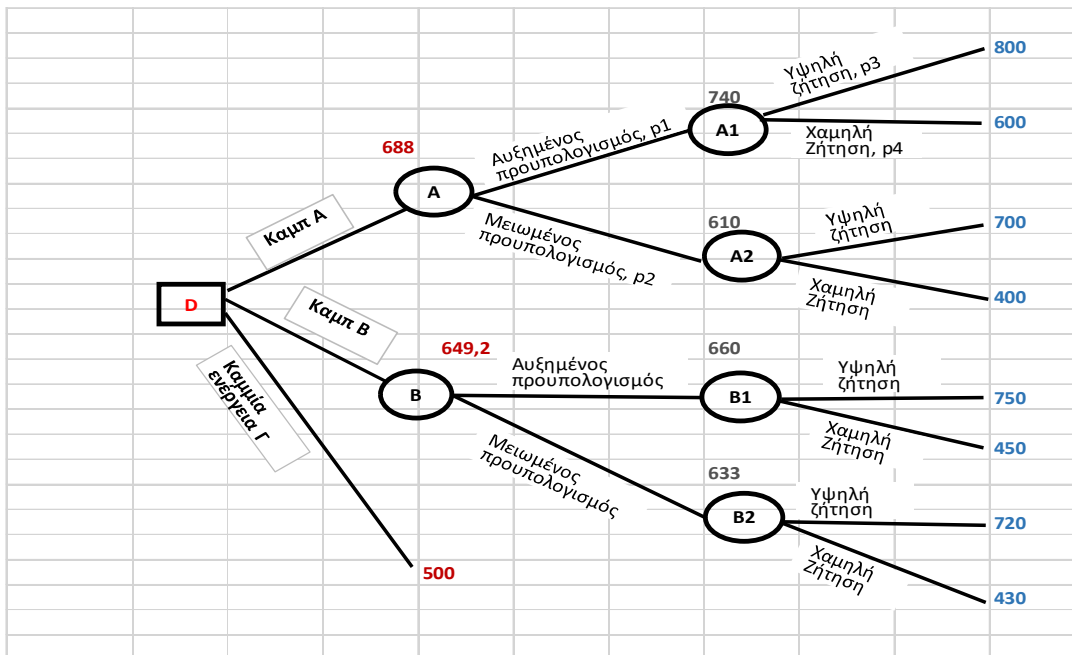 800
Υψηλή
ζήτηση, p3
740
A1
600
Χαμηλή
Ζήτηση, p4
Αυξημένος
προυπολογισμός, p1
688
A
Καμπ A
Μειωμένος
προυπολογισμός, p2
610
A2
Υψηλή
ζήτηση
700
Χαμηλή
Ζήτηση
400
D
Καμπ B
649,2
B
Αυξημένος
προυπολογισμός
660
B1
Υψηλή
ζήτηση
750
Χαμηλή
Ζήτηση
450
Μειωμένος
προυπολογισμός
633
B2
Υψηλή
ζήτηση
720
Χαμηλή
Ζήτηση
430
Καμμία
ενέργεια Γ
500